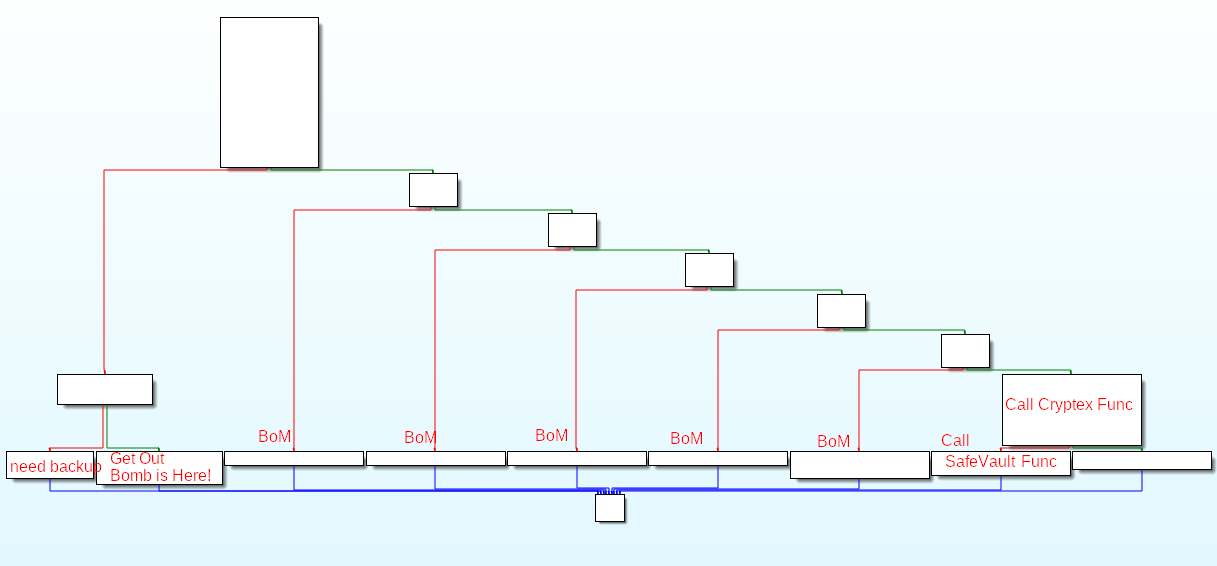 Call Cryptex Func
BoM
BoM
BoM
BoM
BoM
Call
SafeVault Func
need backup
Get Out
Bomb is Here!